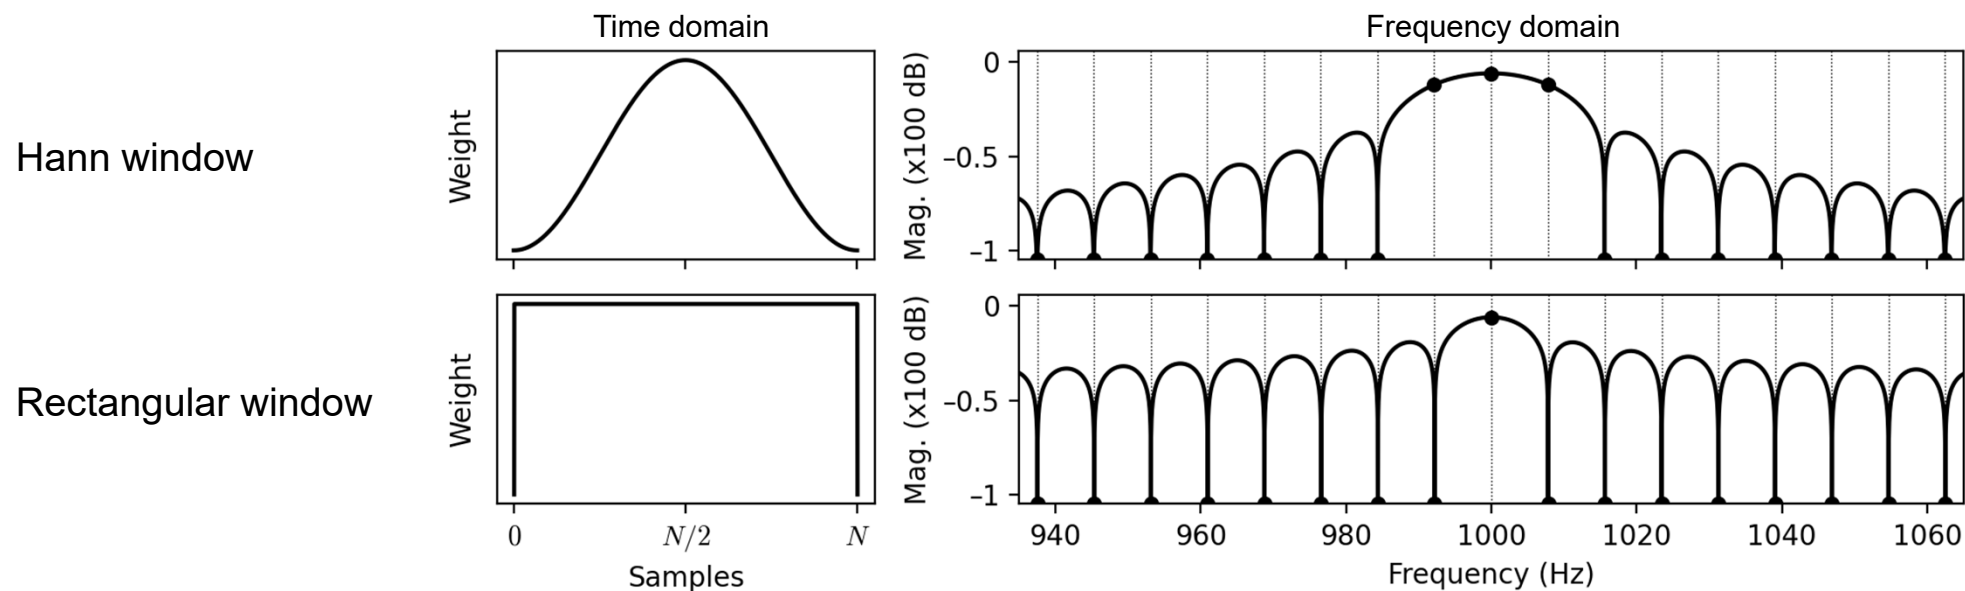 Time domain
Frequency domain
Hann window
Weight
Mag. (x100 dB)
0
–0.5
–1
Rectangular window
Weight
0
N/2
N
Samples
Mag. (x100 dB)
0
–0.5
–1
940 960 980 1000 1020 1040 1060
Frequency (Hz)